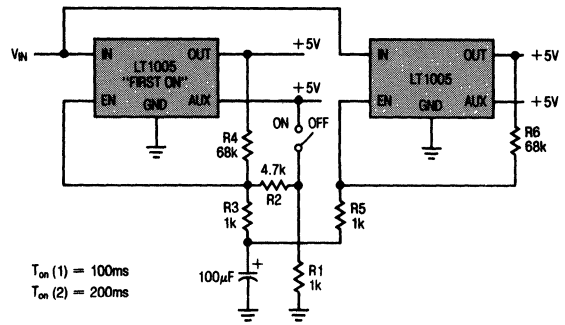 VIN
IN
OUT
LT1005
"FIRST ON"
EN
GND
AUX
+5V
+5V
IN
OUT
LT1005
EN
GND
AUX
+5V
+5V
ON
OFF
R4
68k
4.7k
R2
R3
1k
R5
1k
R6
68k
100µF
+
R1
1k
Ton (1) = 100ms
Ton (2) = 200ms